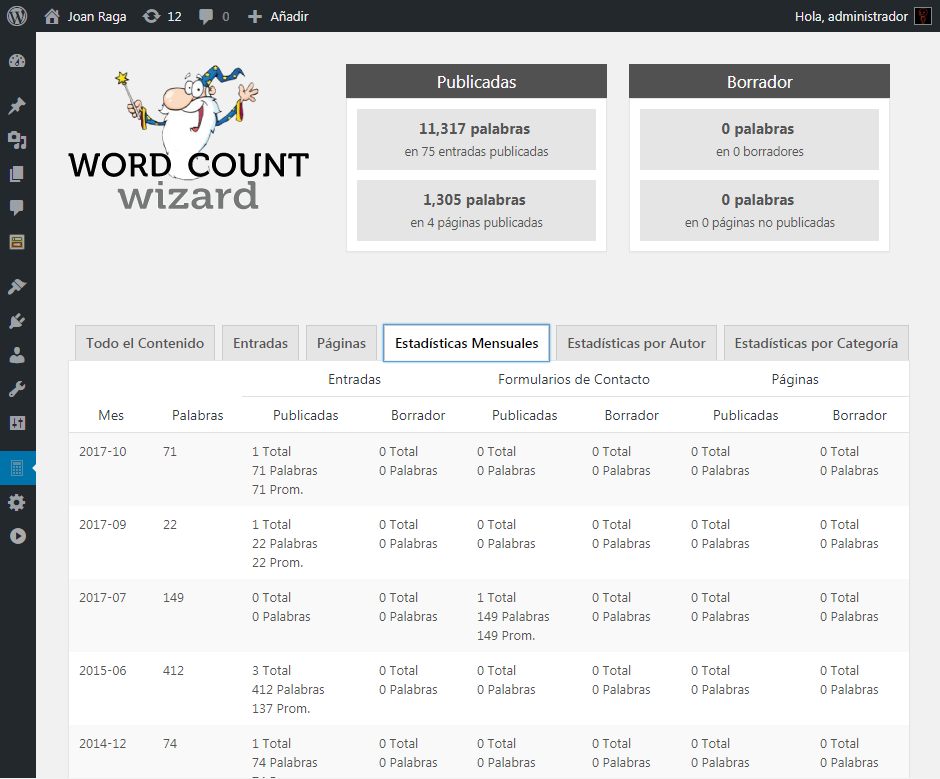 Joan Raga 12 0 Añadir Hola, administrador
WORD COUNT
wizard
Publicadas
11,317 palabras
en 75 entradas publicadas
1,305 palabras
en 4 páginas publicadas
Borrador
0 palabras
en 0 borradores
0 palabras
en 0 páginas no publicadas
Todo el Contenido Entradas Páginas Estadísticas Mensuales Estadísticas por Autor Estadísticas por Categoría
Entradas Formularios de Contacto Páginas
Mes Palabras Publicadas Borrador Publicadas Borrador Publicadas Borrador
2017-10 71 1 Total 0 Total 0 Total 0 Total 0 Total 0 Total
71 Palabras 0 Palabras 0 Palabras 0 Palabras 0 Palabras 0 Palabras
71 Prom.
2017-09 22 1 Total 0 Total 0 Total 0 Total 0 Total 0 Total
22 Palabras 0 Palabras 0 Palabras 0 Palabras 0 Palabras 0 Palabras
22 Prom.
2017-07 149 0 Total 0 Total 1 Total 0 Total 0 Total 0 Total
0 Palabras 0 Palabras 149 Palabras 0 Palabras 0 Palabras 0 Palabras
149 Prom.
2015-06 412 3 Total 0 Total 0 Total 0 Total 0 Total 0 Total
412 Palabras 0 Palabras 0 Palabras 0 Palabras 0 Palabras 0 Palabras
137 Prom.
2014-12 74 1 Total 0 Total 0 Total 0 Total 0 Total 0 Total
74 Palabras 0 Palabras 0 Palabras 0 Palabras 0 Palabras 0 Palabras